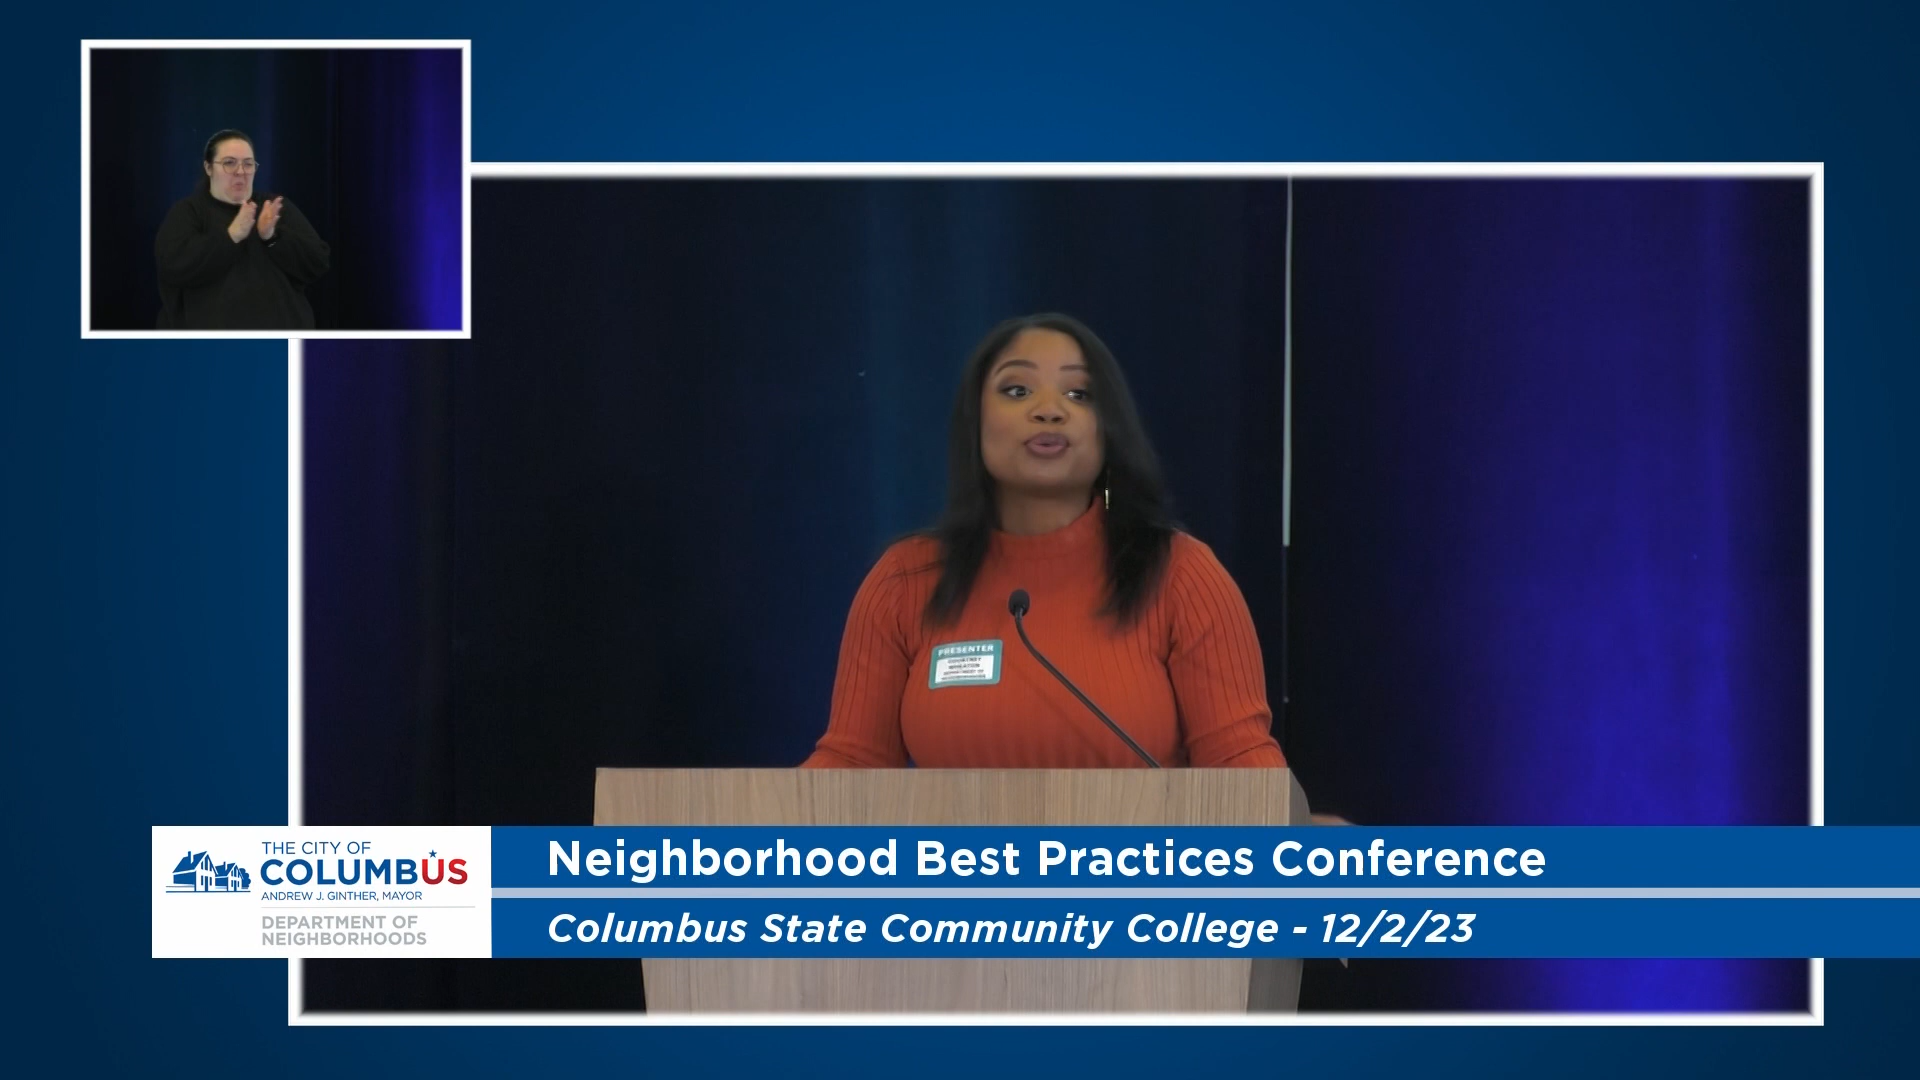 PRESENTER
THE CITY OF
COLUMBUS
ANDREW J. GINTHER, MAYOR
DEPARTMENT OF
NEIGHBORHOODS
Neighborhood Best Practices Conference
Columbus State Community College - 12/2/23